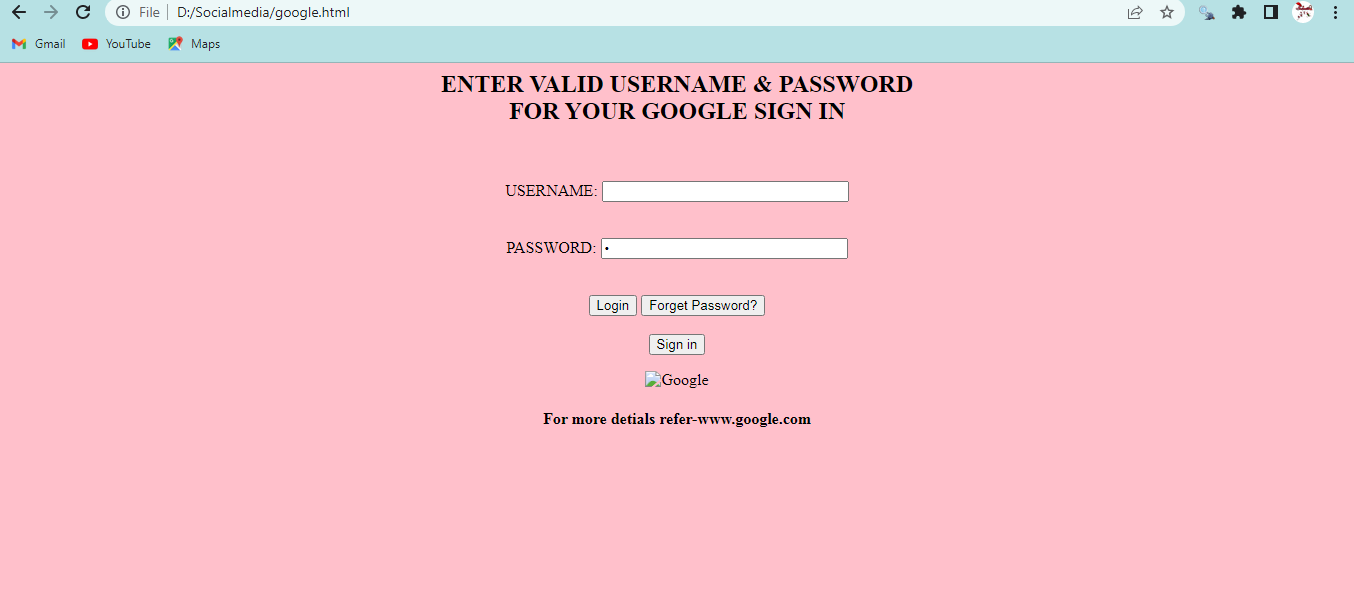 File D:/Socialmedia/google.html
Gmail YouTube Maps
ENTER VALID USERNAME & PASSWORD
FOR YOUR GOOGLE SIGN IN
USERNAME:
PASSWORD: •
Login Forget Password?
Sign in
Google
For more detials refer-www.google.com